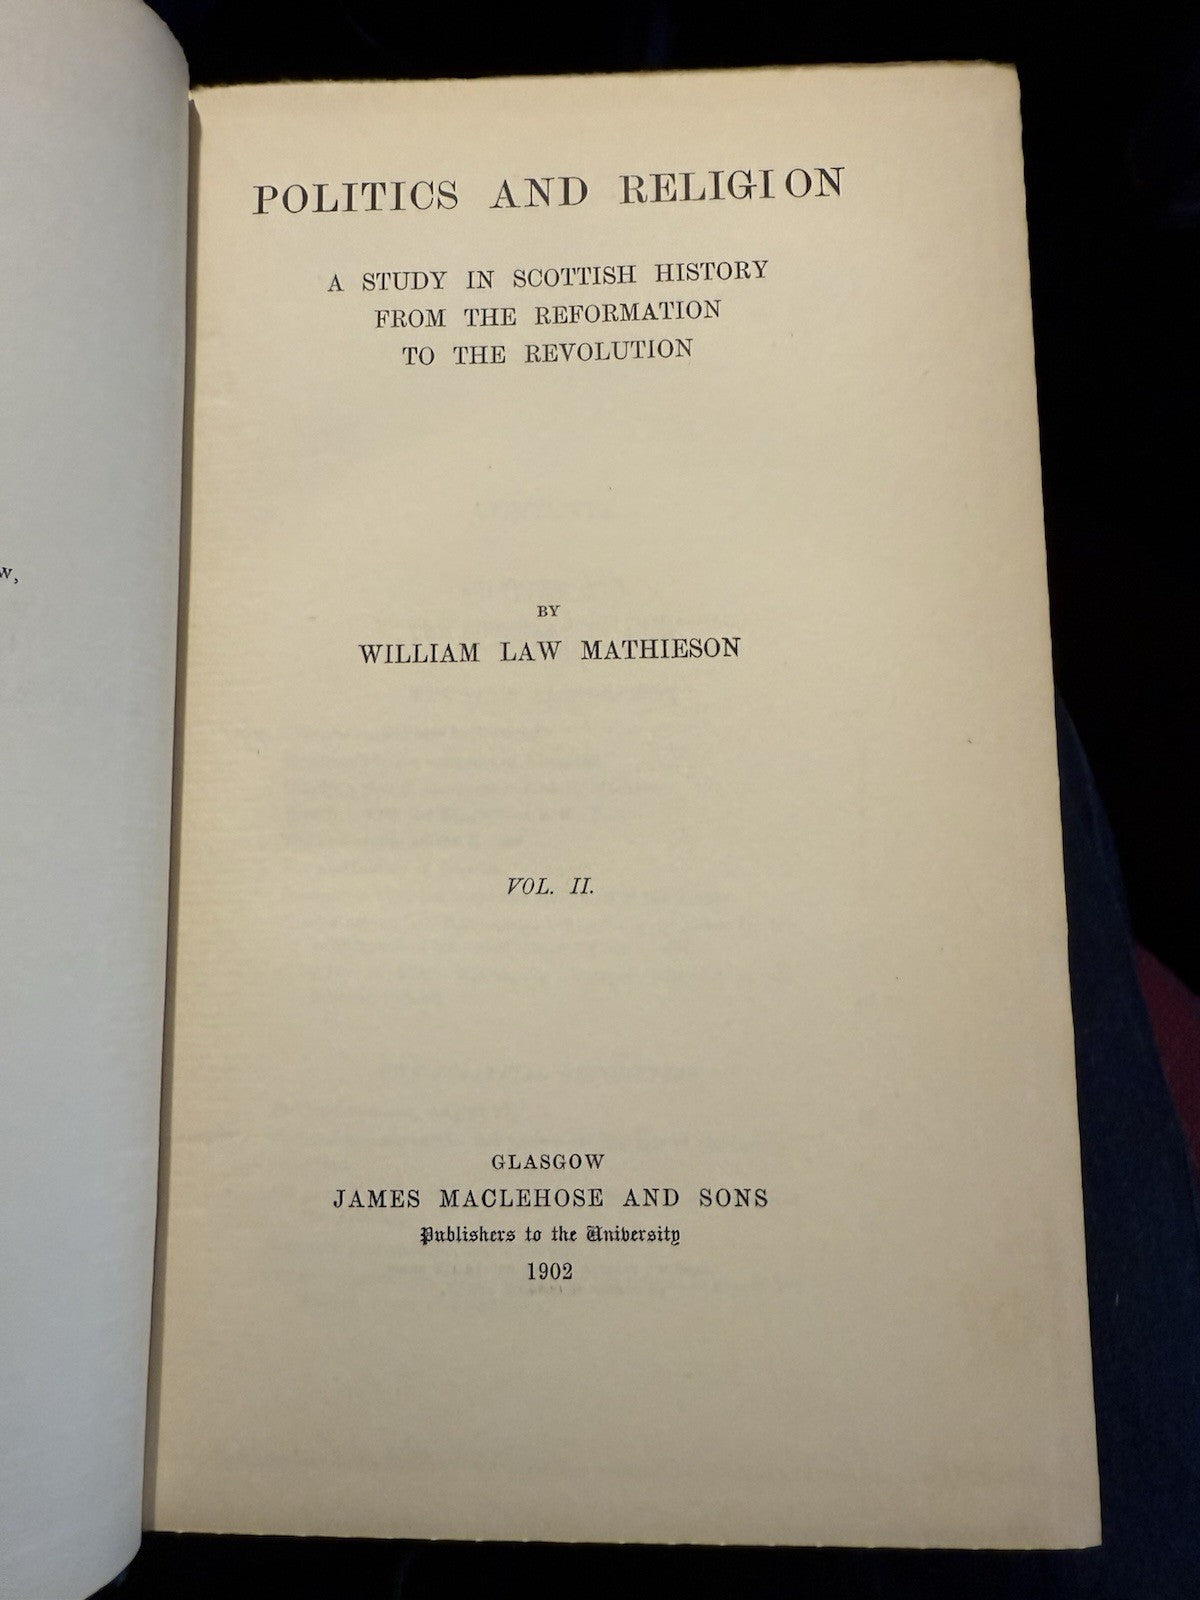 POLITICS AND RELIGION
A STUDY IN SCOTTISH HISTORY
FROM THE REFORMATION
TO THE REVOLUTION
BY
WILLIAM LAW MATHIESON
VOL. II.
GLASGOW
JAMES MACLEHOSE AND SONS
Publishers to the University
1902